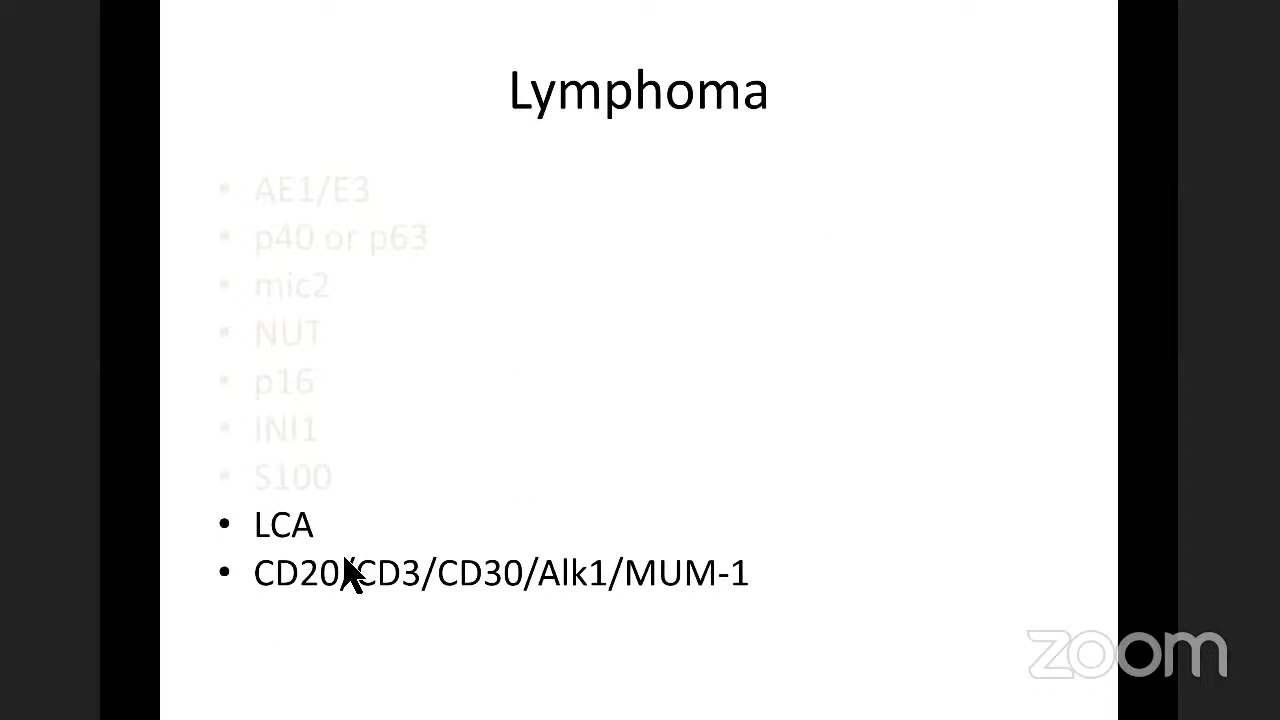 Lymphoma
• AE1/E3
• p40 or p63
• mic2
• NUT
• p16
• INI1
• S100
• LCA
• CD20/CD3/CD30/Alk1/MUM-1
zoom